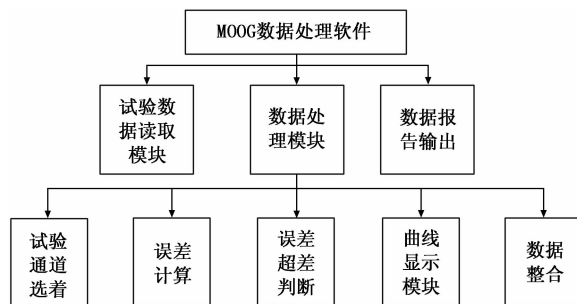 MOOG数据处理软件
试验数
据读取
模块
数据处
理模块
数据报
告输出
试验
通道
选着
误差
计算
误差
超差
判断
曲线
显示
模块
数据
整合